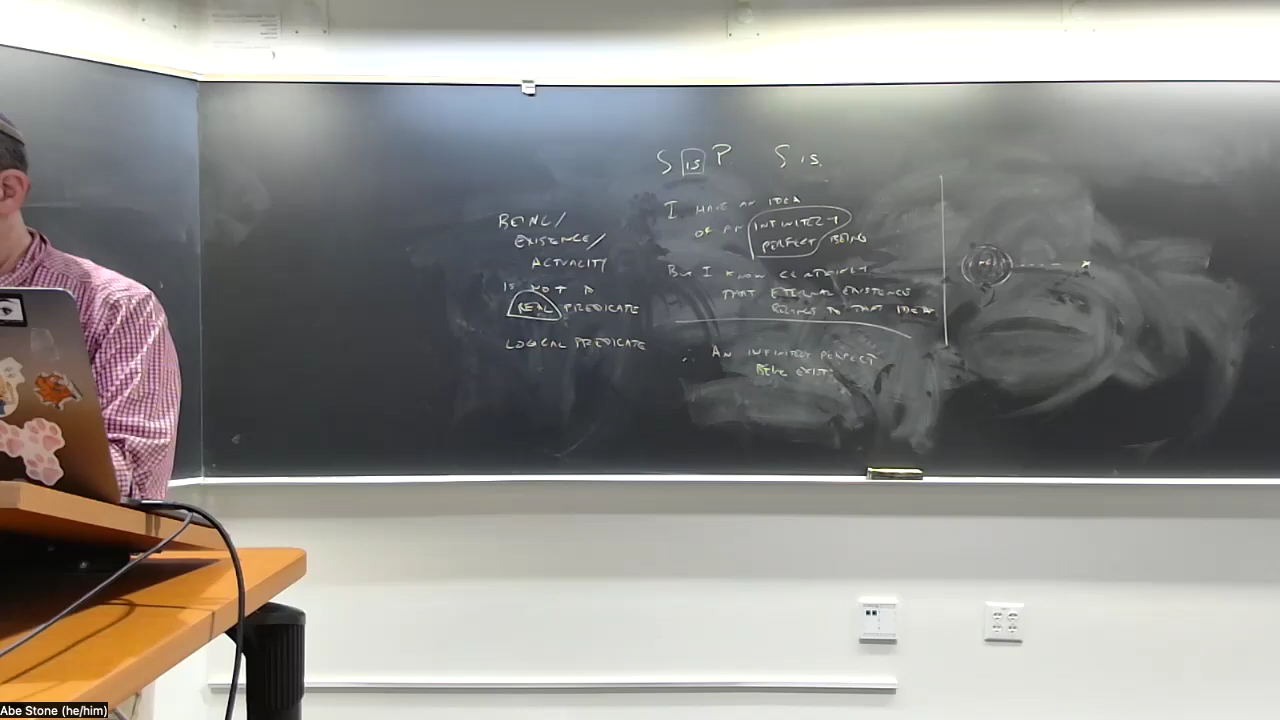 S is P. S is.
BEING/
EXISTENCE/
ACTUALITY
IS NOT A
REAL PREDICATE
LOGICAL PREDICATE
I HAVE AN IDEA
OF AN INFINITELY
PERFECT BEING
BUT I KNOW CLEARLY
THAT ETERNAL EXISTENCE
BELONGS TO THAT IDEA
∴ AN INFINITELY PERFECT
BEING EXISTS
Abe Stone (he/him)